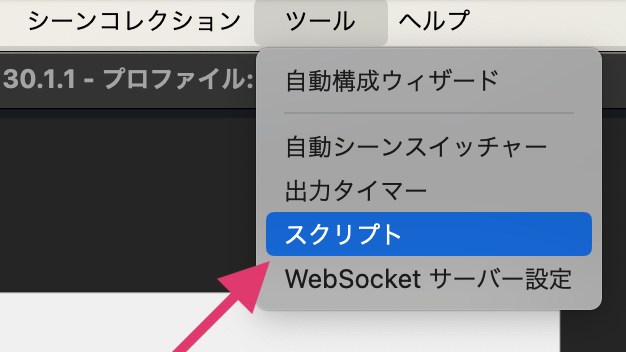 シーンコレクション ツール ヘルプ
30.1.1 - プロファイル:
自動構成ウィザード
自動シーンスイッチャー
出力タイマー
スクリプト
WebSocket サーバー設定